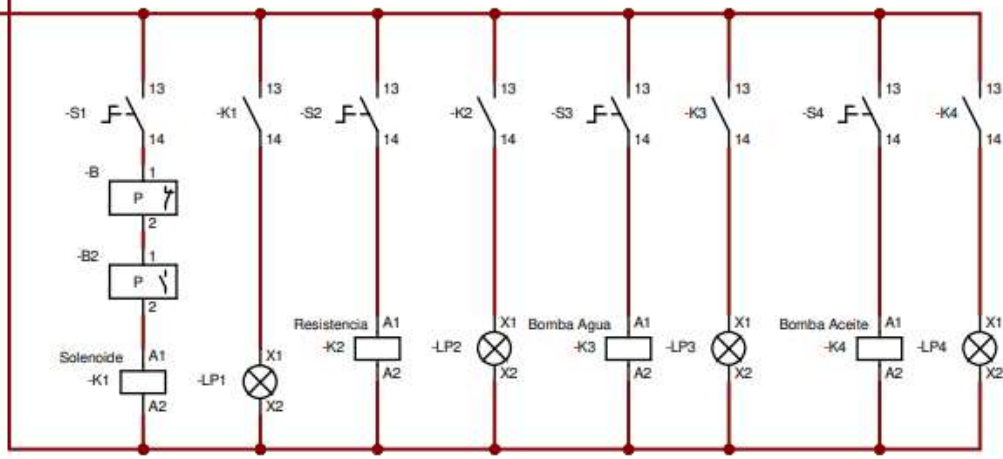 13 13 13 13 13 13 13 13
-S1 -K1 -S2 -K2 -S3 -K3 -S4 -K4
14 14 14 14 14 14 14 14
-B 1
P
2
-B2 1
P
2
Resistencia A1 X1 Bomba Agua A1 X1 Bomba Aceite A1 X1
-K2 -LP2 -K3 -LP3 -K4 -LP4
A2 X2 A2 X2 A2 X2
Solenoide A1 X1
-K1 -LP1
A2 X2